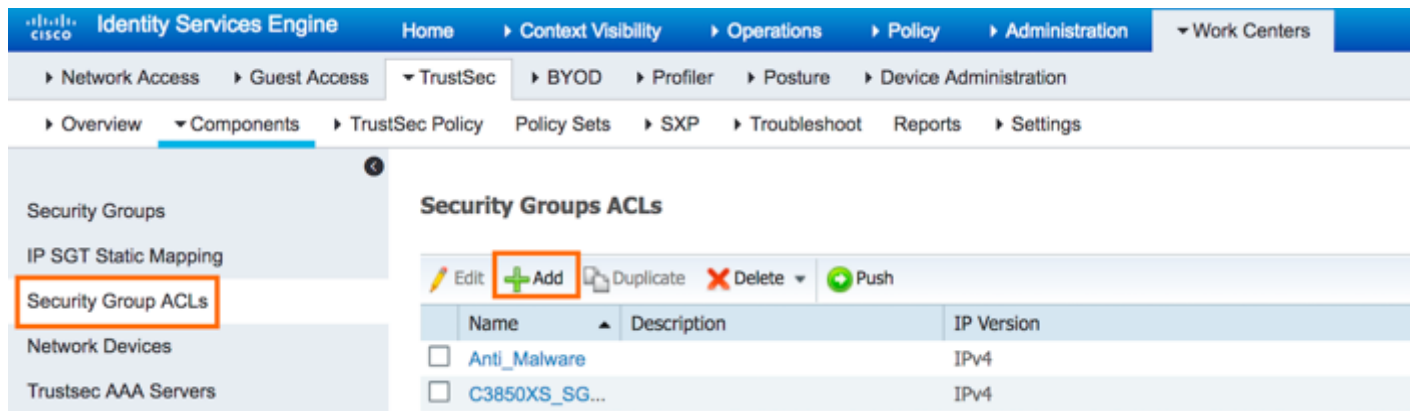 cisco Identity Services Engine Home Context Visibility Operations Policy Administration Work Centers
Network Access Guest Access TrustSec BYOD Profiler Posture Device Administration
Overview Components TrustSec Policy Policy Sets SXP Troubleshoot Reports Settings
Security Groups
IP SGT Static Mapping
Security Group ACLs
Network Devices
Trustsec AAA Servers
Security Groups ACLs
Edit Add Duplicate Delete Push
Name Description IP Version
Anti_Malware IPv4
C3850XS_SG... IPv4